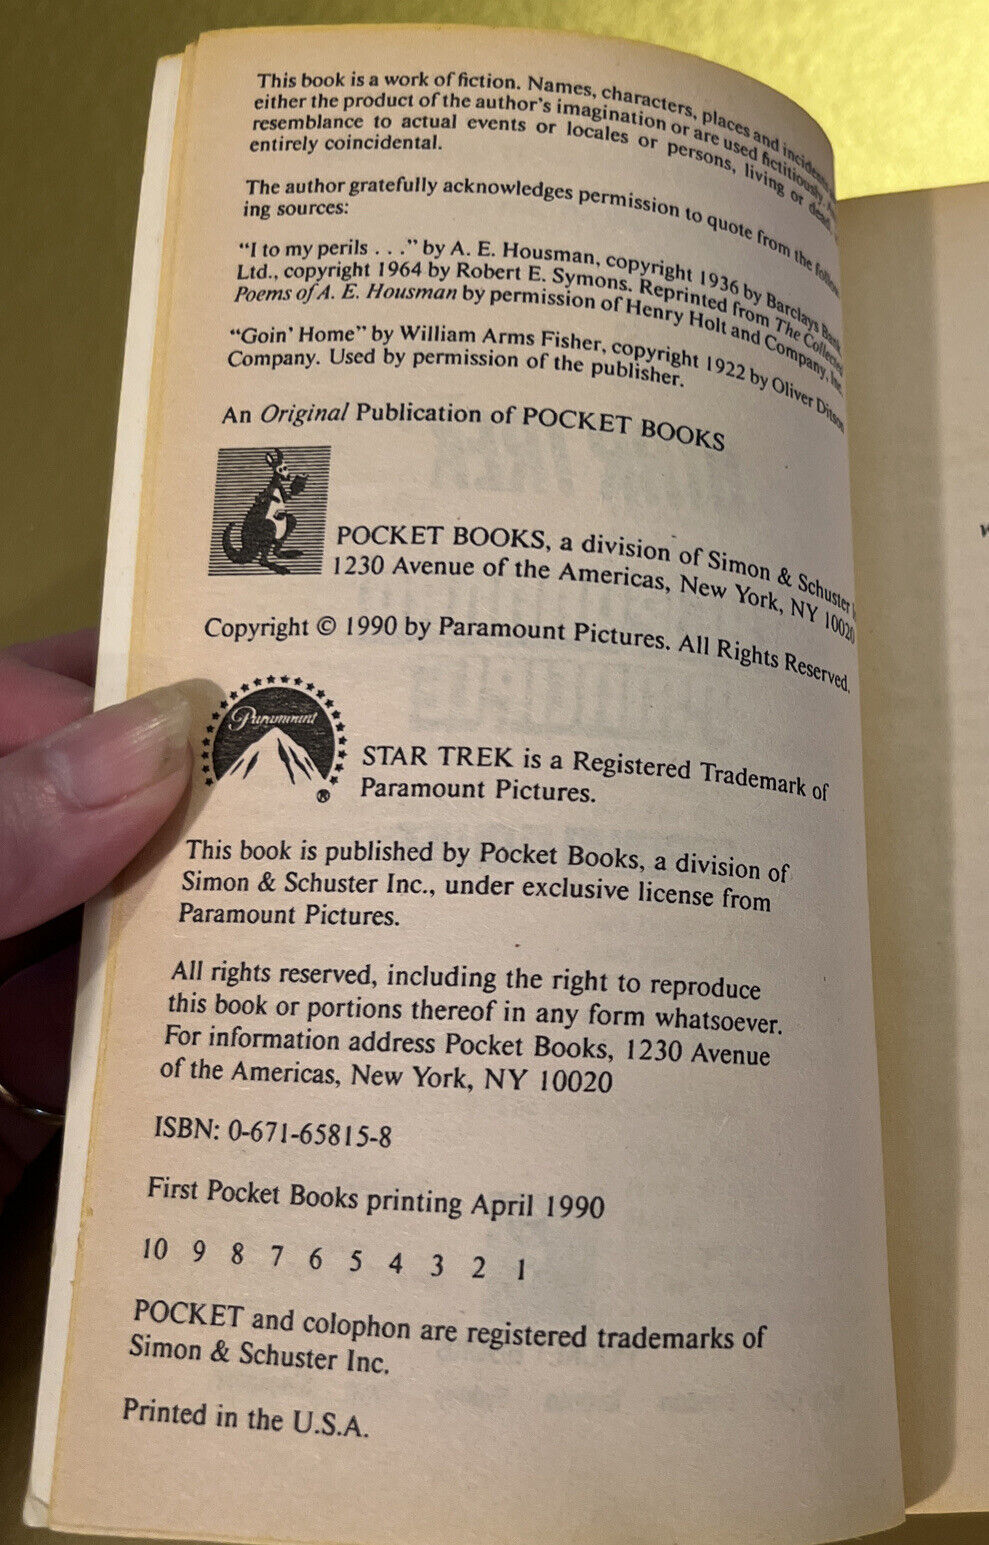 This book is a work of fiction. Names, characters, places and incidents
either the product of the author's imagination or are used fictitiously.
resemblance to actual events or locales or persons, living or dead,
entirely coincidental.
The author gratefully acknowledges permission to quote from the follow-
ing sources:
“I to my perils . . .” by A. E. Housman, copyright 1936 by Barclays Bank
Ltd., copyright 1964 by Robert E. Symons. Reprinted from The Collected
Poems of A. E. Housman by permission of Henry Holt and Company, Inc.
“Goin' Home” by William Arms Fisher, copyright 1922 by Oliver Ditson
Company. Used by permission of the publisher.
An Original Publication of POCKET BOOKS
POCKET BOOKS, a division of Simon & Schuster
1230 Avenue of the Americas, New York, NY 10020
Copyright © 1990 by Paramount Pictures. All Rights Reserved.
Paramount
®
STAR TREK is a Registered Trademark of
Paramount Pictures.
This book is published by Pocket Books, a division of
Simon & Schuster Inc., under exclusive license from
Paramount Pictures.
All rights reserved, including the right to reproduce
this book or portions thereof in any form whatsoever.
For information address Pocket Books, 1230 Avenue
of the Americas, New York, NY 10020
ISBN: 0-671-65815-8
First Pocket Books printing April 1990
10 9 8 7 6 5 4 3 2 1
POCKET and colophon are registered trademarks of
Simon & Schuster Inc.
Printed in the U.S.A.